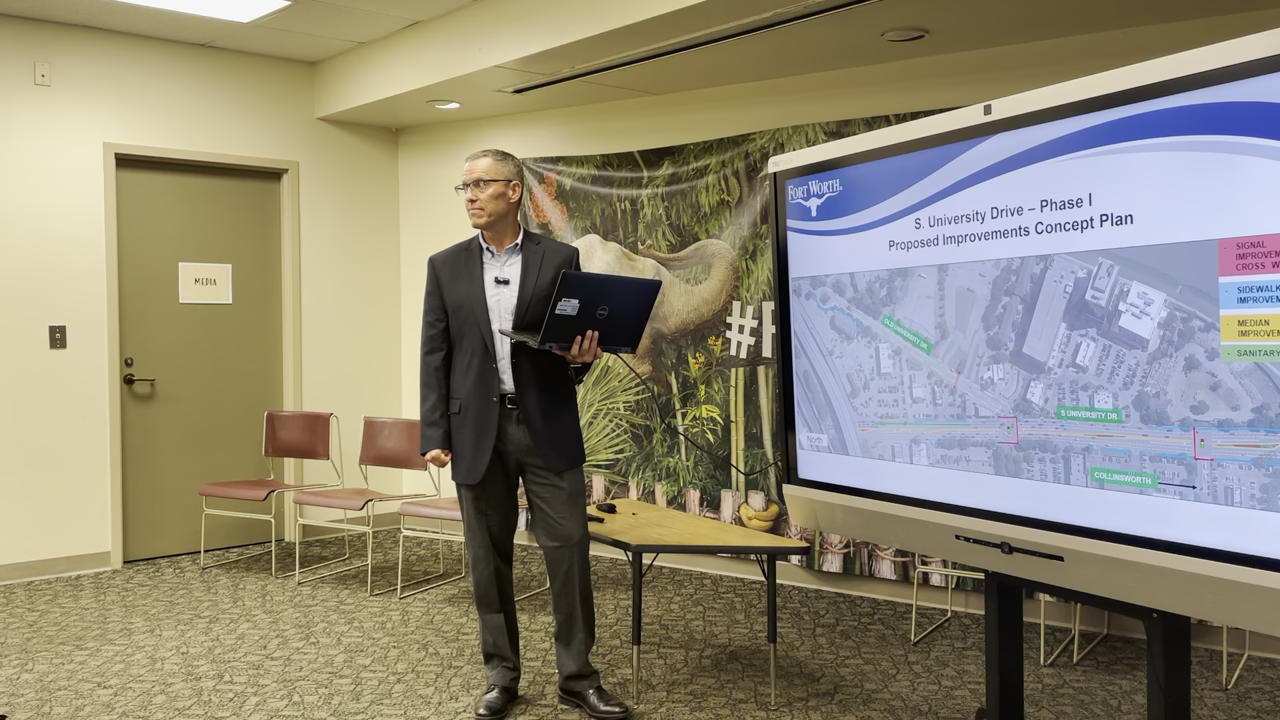 MEDIA
DELL
#F
FORT WORTH
S. University Drive – Phase I
Proposed Improvements Concept Plan
SIGNAL
IMPROVEM
CROSS W
SIDEWALK
IMPROVEM
MEDIAN
IMPROVEM
SANITARY
OLD UNIVERSITY DR.
S UNIVERSITY DR.
North
COLLINSWORTH